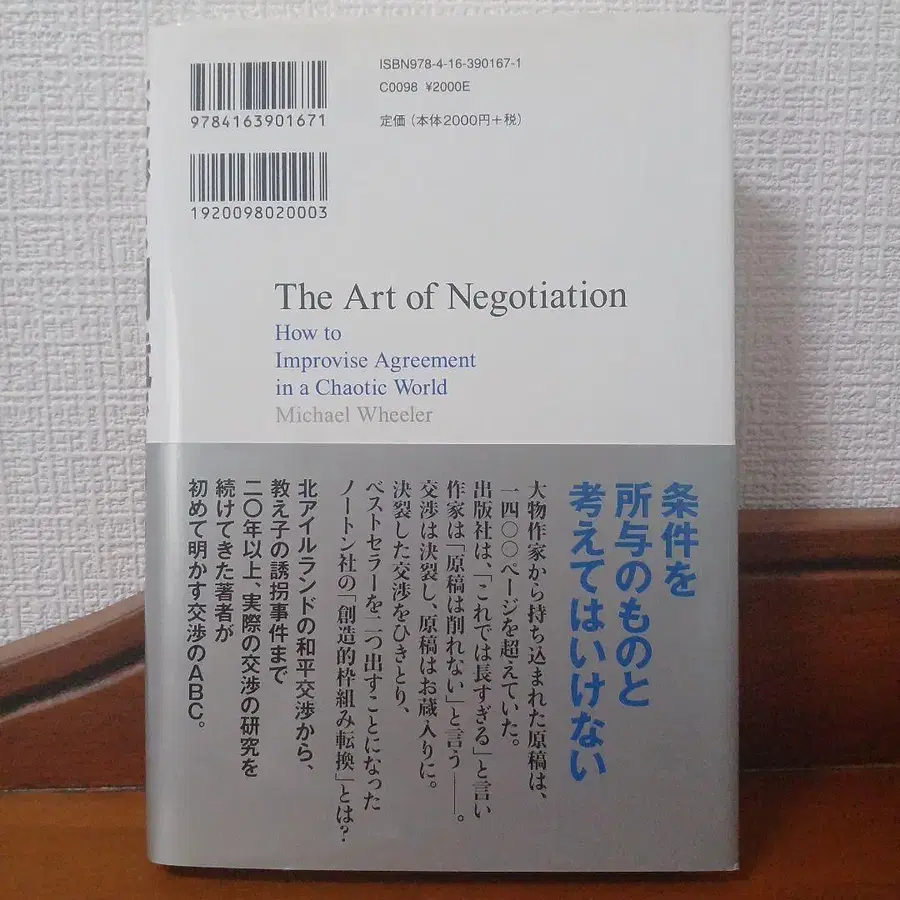 ISBN978-4-16-390167-1
C0098 ¥2000E
定価（本体2000円+税）
9784163901671
1920098020003
The Art of Negotiation
How to
Improvise Agreement
in a Chaotic World
Michael Wheeler
条件を
所与のものと
考えてはいけない
大物作家から持ち込まれた原稿は、
一四〇〇ページを超えていた。
出版社は、「これでは長すぎる」と言い
作家は「原稿は削れない」と言う――。
交渉は決裂し、原稿はお蔵入りに。
決裂した交渉をひきとり、
ベストセラーを二つ出すことになった
ノートン社の「創造的枠組み転換」とは?
北アイルランドの和平交渉から、
教え子の誘拐事件まで
二〇年以上、実際の交渉の研究を
続けてきた著者が
初めて明かす交渉のABC。